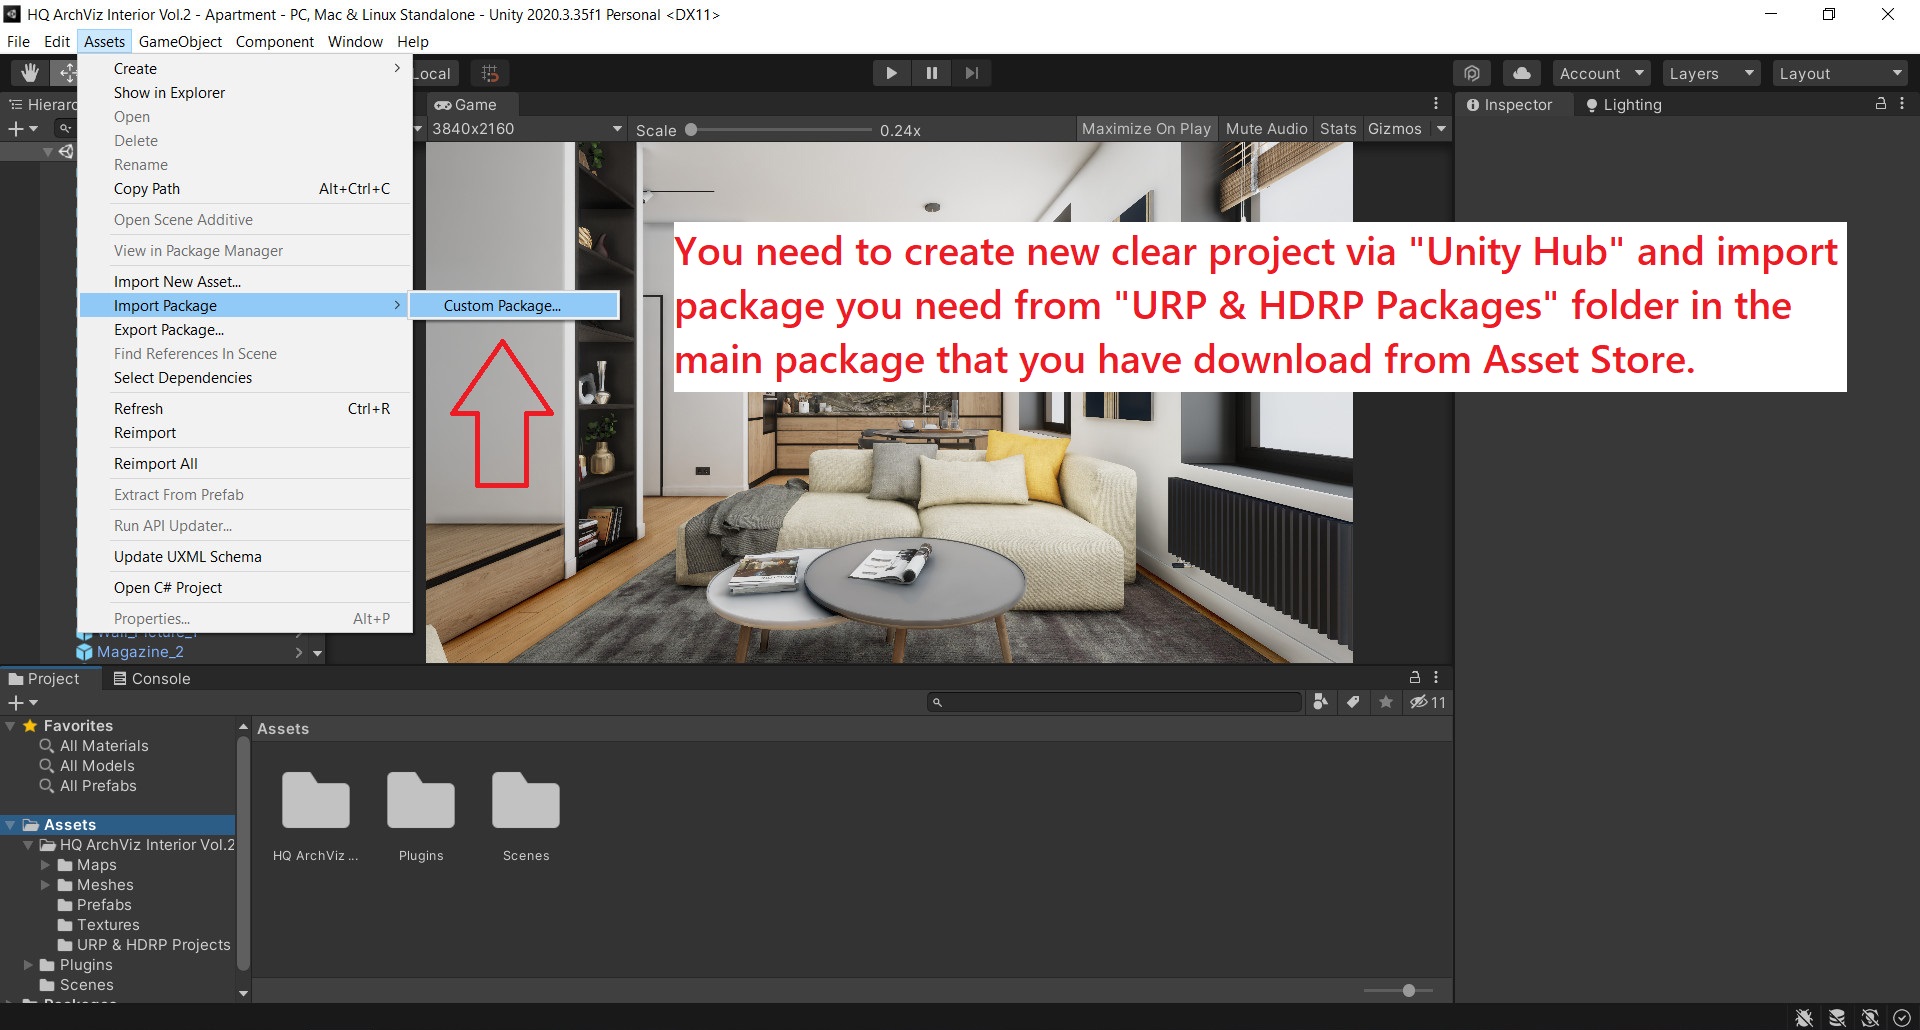 HQ ArchViz Interior Vol.2 - Apartment - PC, Mac & Linux Standalone - Unity 2020.3.35f1 Personal <DX11>
File Edit Assets GameObject Component Window Help
Local
Account Layers Layout
Create
Show in Explorer
Open
Delete
Rename
Copy Path Alt+Ctrl+C
Open Scene Additive
View in Package Manager
Import New Asset...
Import Package
Custom Package...
Export Package...
Find References In Scene
Select Dependencies
Refresh Ctrl+R
Reimport
Reimport All
Extract From Prefab
Run API Updater...
Update UXML Schema
Open C# Project
Properties... Alt+P
Hierarc
Game
3840x2160 Scale 0.24x Maximize On Play Mute Audio Stats Gizmos
Inspector Lighting
You need to create new clear project via "Unity Hub" and import
package you need from "URP & HDRP Packages" folder in the
main package that you have download from Asset Store.
Wall_Picture_1
Magazine_2
Project Console
11
Favorites
All Materials
All Models
All Prefabs
Assets
HQ ArchViz Interior Vol.2
Maps
Meshes
Prefabs
Textures
URP & HDRP Projects
Plugins
Scenes
Packages
Assets
HQ ArchViz ... Plugins Scenes